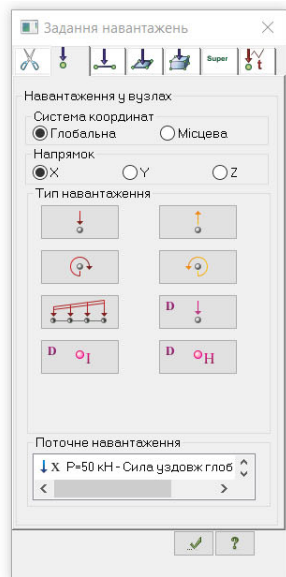 Задання навантажень
Super
t
Навантаження у вузлах
Система координат
Глобальна Місцева
Напрямок
X Y Z
Тип навантаження
D
D I D H
Поточне навантаження
X P=50 кН - Сила уздовж глоб
?